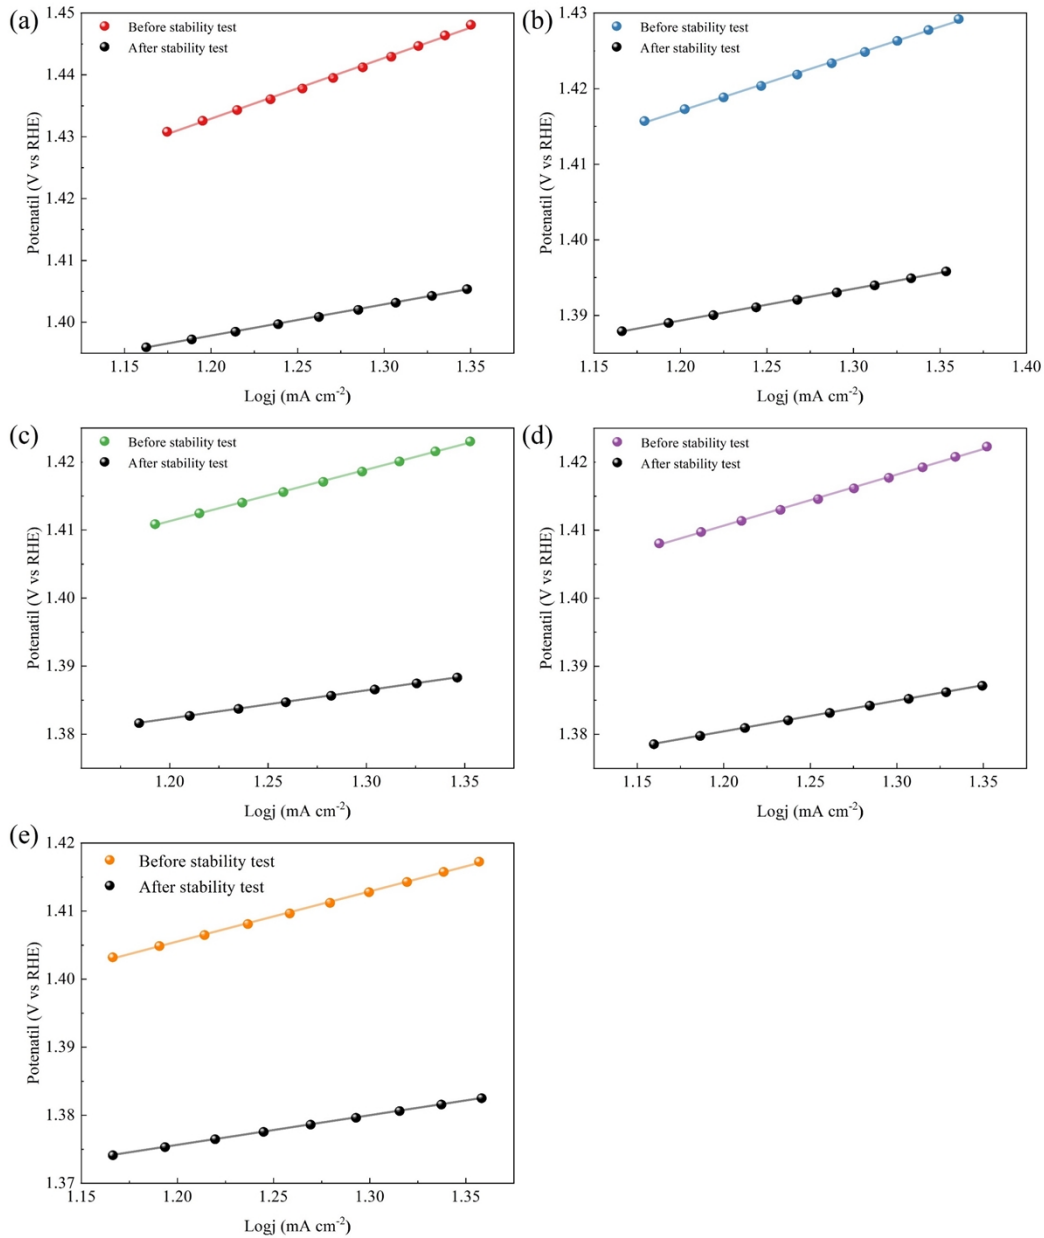 (a)
1.45
1.44
1.43
1.42
1.41
1.40
Potenatil (V vs RHE)
Before stability test
After stability test
1.15 1.20 1.25 1.30 1.35
Logj (mA cm-2)
(b)
1.43
1.42
1.41
1.40
1.39
Potenatil (V vs RHE)
Before stability test
After stability test
1.15 1.20 1.25 1.30 1.35 1.40
Logj (mA cm-2)
(c)
1.42
1.41
1.40
1.39
1.38
Potenatil (V vs RHE)
Before stability test
After stability test
1.20 1.25 1.30 1.35
Logj (mA cm-2)
(d)
1.42
1.41
1.40
1.39
1.38
Potenatil (V vs RHE)
Before stability test
After stability test
1.15 1.20 1.25 1.30 1.35
Logj (mA cm-2)
(e)
1.42
1.41
1.40
1.39
1.38
1.37
Potenatil (V vs RHE)
Before stability test
After stability test
1.15 1.20 1.25 1.30 1.35
Logj (mA cm-2)